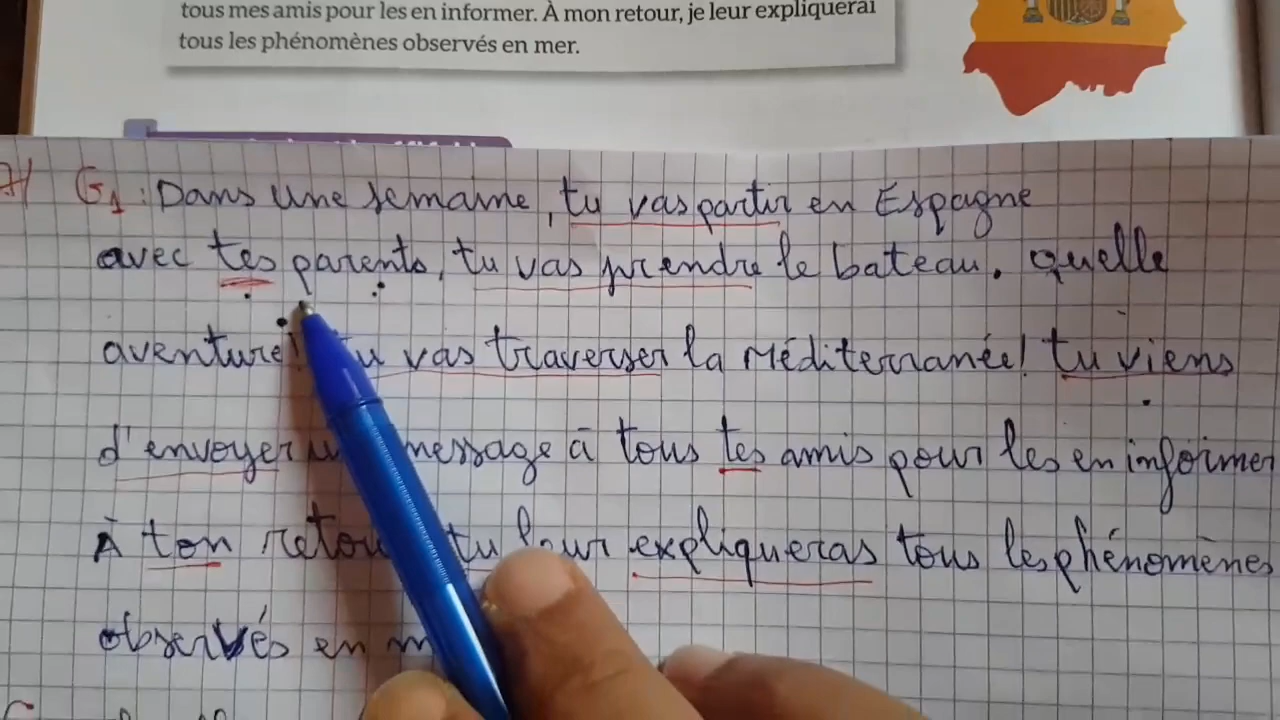 tous mes amis pour les en informer. À mon retour, je leur expliquerai
tous les phénomènes observés en mer.
G1: Dans une semaine, tu vas partir en Espagne
avec tes parents, tu vas prendre le bateau. quelle
aventure! tu vas traverser la Méditerranée! tu viens
d'envoyer message à tous tes amis pour les en informer
À ton tu leur expliqueras tous les phénomènes
observés en